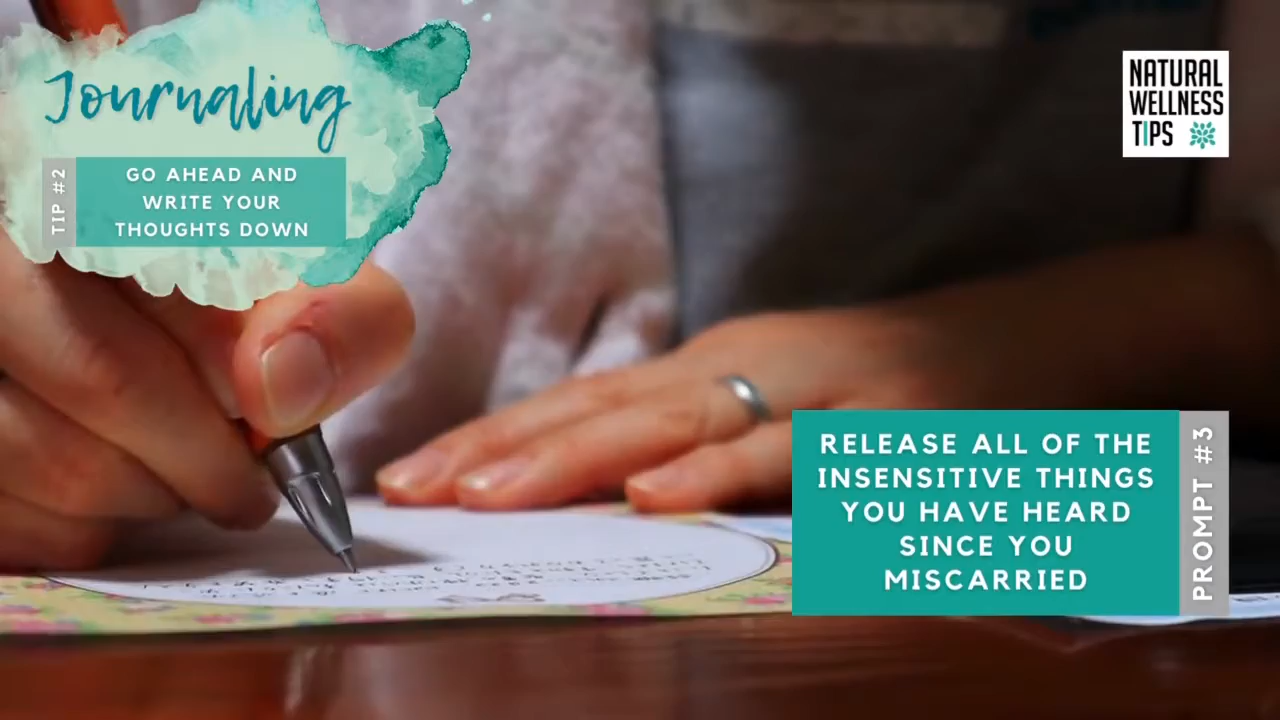 Journaling
TIP #2
GO AHEAD AND
WRITE YOUR
THOUGHTS DOWN
NATURAL
WELLNESS
TIPS
RELEASE ALL OF THE
INSENSITIVE THINGS
YOU HAVE HEARD
SINCE YOU
MISCARRIED
PROMPT #3